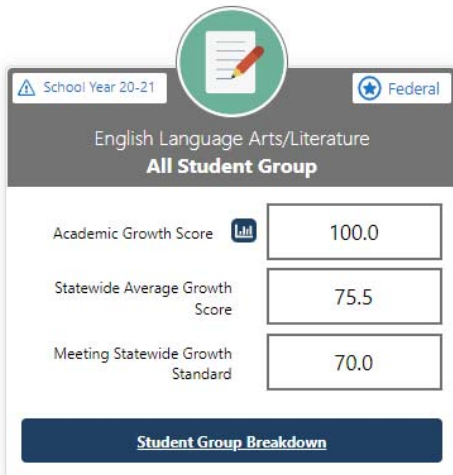 School Year 20-21
Federal
English Language Arts/Literature
All Student Group
Academic Growth Score
100.0
Statewide Average Growth
Score
75.5
Meeting Statewide Growth
Standard
70.0
Student Group Breakdown